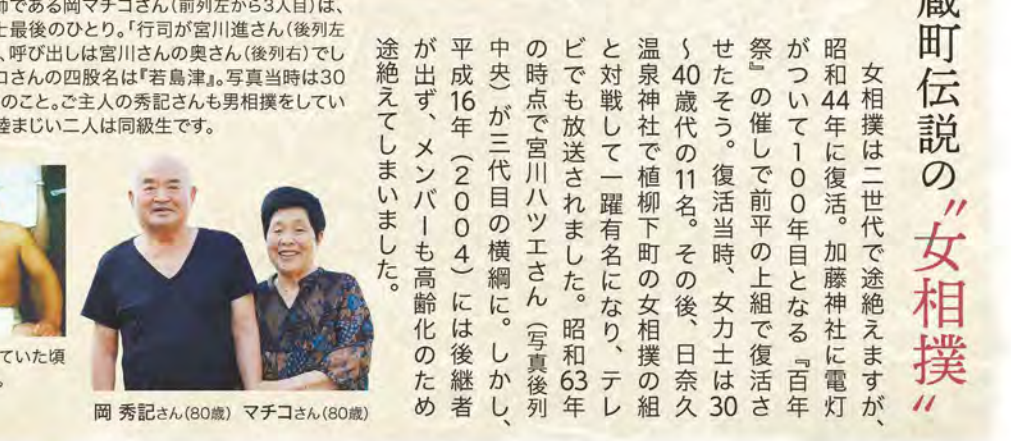 蔵町伝説の〝女相撲〟
女相撲は二世代で途絶えますが、
昭和44年に復活。加藤神社に電灯
がついて100年目となる『百年
祭』の催しで前平の上組で復活さ
せたそう。復活当時、女力士は30
～40歳代の11名。その後、日奈久
温泉神社で植柳下町の女相撲の組
と対戦して一躍有名になり、テレ
ビでも放送されました。昭和63年
の時点で宮川ハツエさん（写真後列
中央）が三代目の横綱に。しかし、
平成16年（2004）には後継者
が出ず、メンバーも高齢化のため
途絶えてしまいました。
師である岡マチコさん（前列左から3人目）は、
士最後のひとり。「行司が宮川進さん（後列左
、呼び出しは宮川さんの奥さん（後列右）でし
コさんの四股名は『若島津』。写真当時は30
のこと。ご主人の秀記さんも男相撲をしてい
睦まじい二人は同級生です。
ていた頃
。
岡 秀記さん（80歳） マチコさん（80歳）